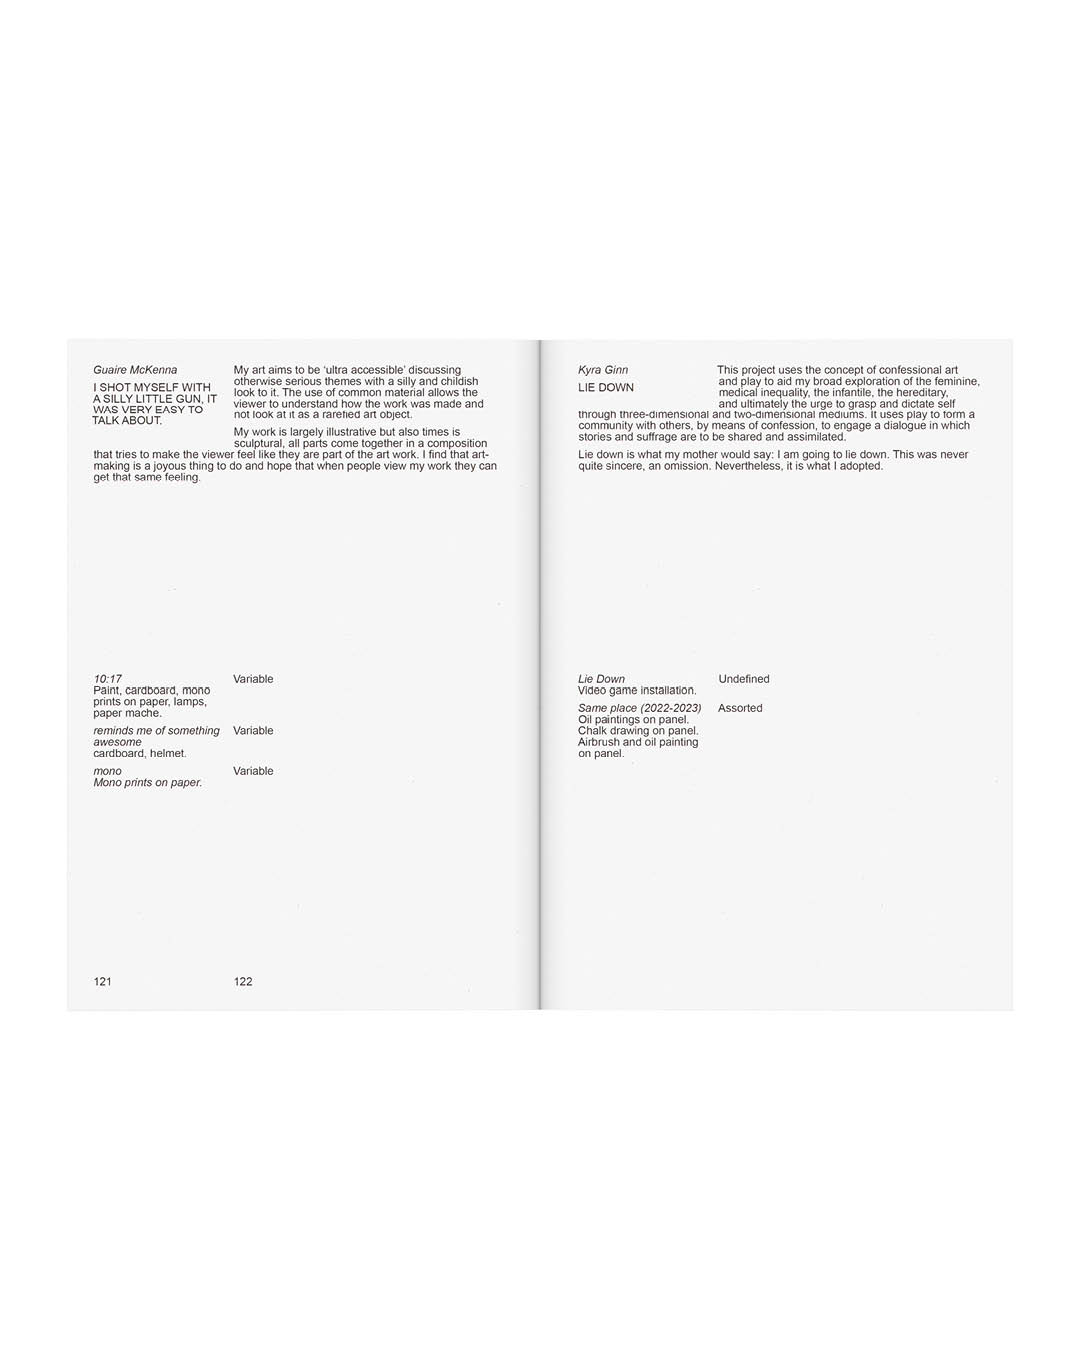 Guaire McKenna
I SHOT MYSELF WITH
A SILLY LITTLE GUN, IT
WAS VERY EASY TO
TALK ABOUT.
My art aims to be ‘ultra accessible’ discussing
otherwise serious themes with a silly and childish
look to it. The use of common material allows the
viewer to understand how the work was made and
not look at it as a rarefied art object.
My work is largely illustrative but also times is
sculptural, all parts come together in a composition
that tries to make the viewer feel like they are part of the art work. I find that art-
making is a joyous thing to do and hope that when people view my work they can
get that same feeling.
10:17
Paint, cardboard, mono
prints on paper, lamps,
paper mache.
Variable
reminds me of something
awesome
cardboard, helmet.
Variable
mono
Mono prints on paper.
Variable
121
122
Kyra Ginn
LIE DOWN
This project uses the concept of confessional art
and play to aid my broad exploration of the feminine,
medical inequality, the infantile, the hereditary,
and ultimately the urge to grasp and dictate self
through three-dimensional and two-dimensional mediums. It uses play to form a
community with others, by means of confession, to engage a dialogue in which
stories and suffrage are to be shared and assimilated.
Lie down is what my mother would say: I am going to lie down. This was never
quite sincere, an omission. Nevertheless, it is what I adopted.
Lie Down
Video game installation.
Undefined
Same place (2022-2023)
Oil paintings on panel.
Chalk drawing on panel.
Airbrush and oil painting
on panel.
Assorted